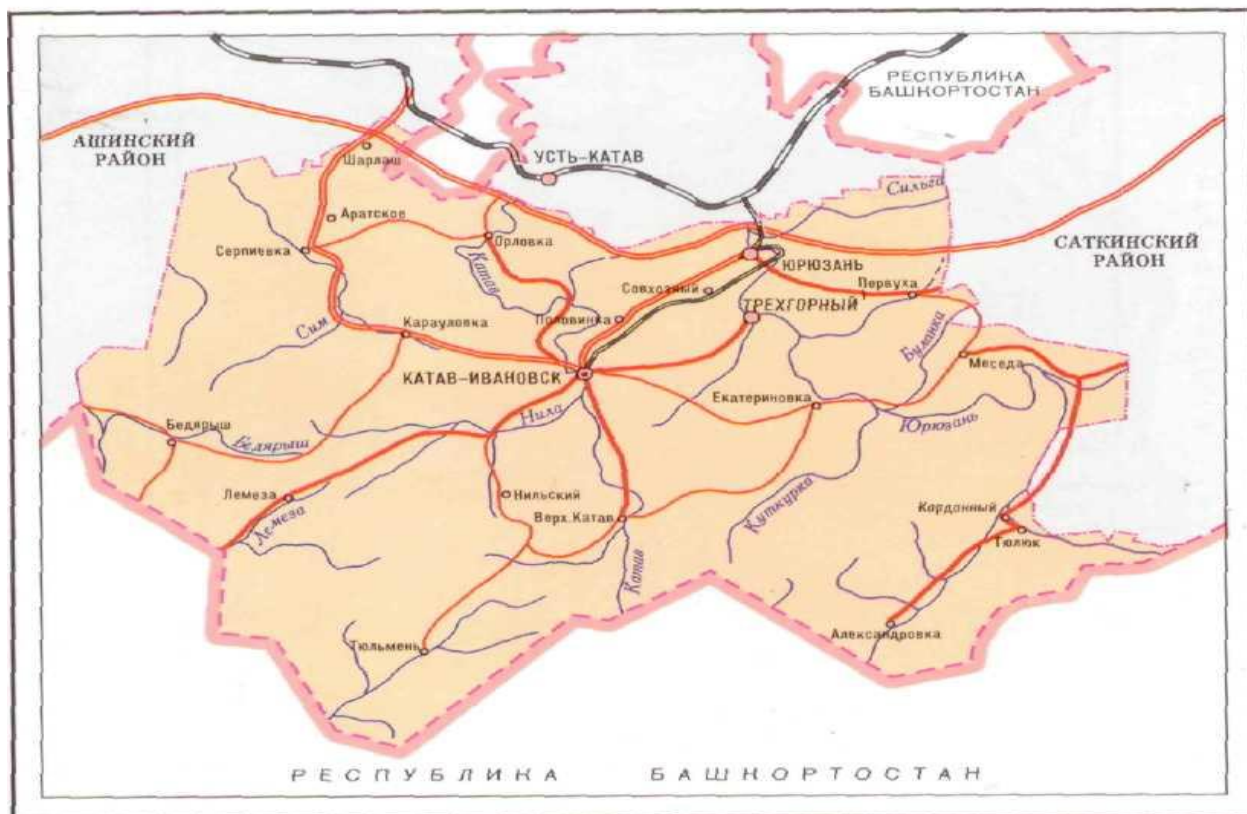 РЕСПУБЛИКА
БАШКОРТОСТАН
АШИНСКИЙ
РАЙОН
Шарлаш
УСТЬ-КАТАВ
Сильга
Аратское
Серпиевка
Орловка
Катав
ЮРЮЗАНЬ
САТКИНСКИЙ
РАЙОН
Совхозный
Первуха
Половинка
ТРЕХГОРНЫЙ
Сим
Карауловка
Буланка
Меседа
КАТАВ-ИВАНОВСК
Екатериновка
Нила
Юрюзань
Бедярыш
Бедярыш
Лемеза
Лемеза
Нильский
Верх. Катав
Куткурка
Кордонный
Тюлюк
Катав
Александровка
Тюльмень
РЕСПУБЛИКА БАШКОРТОСТАН